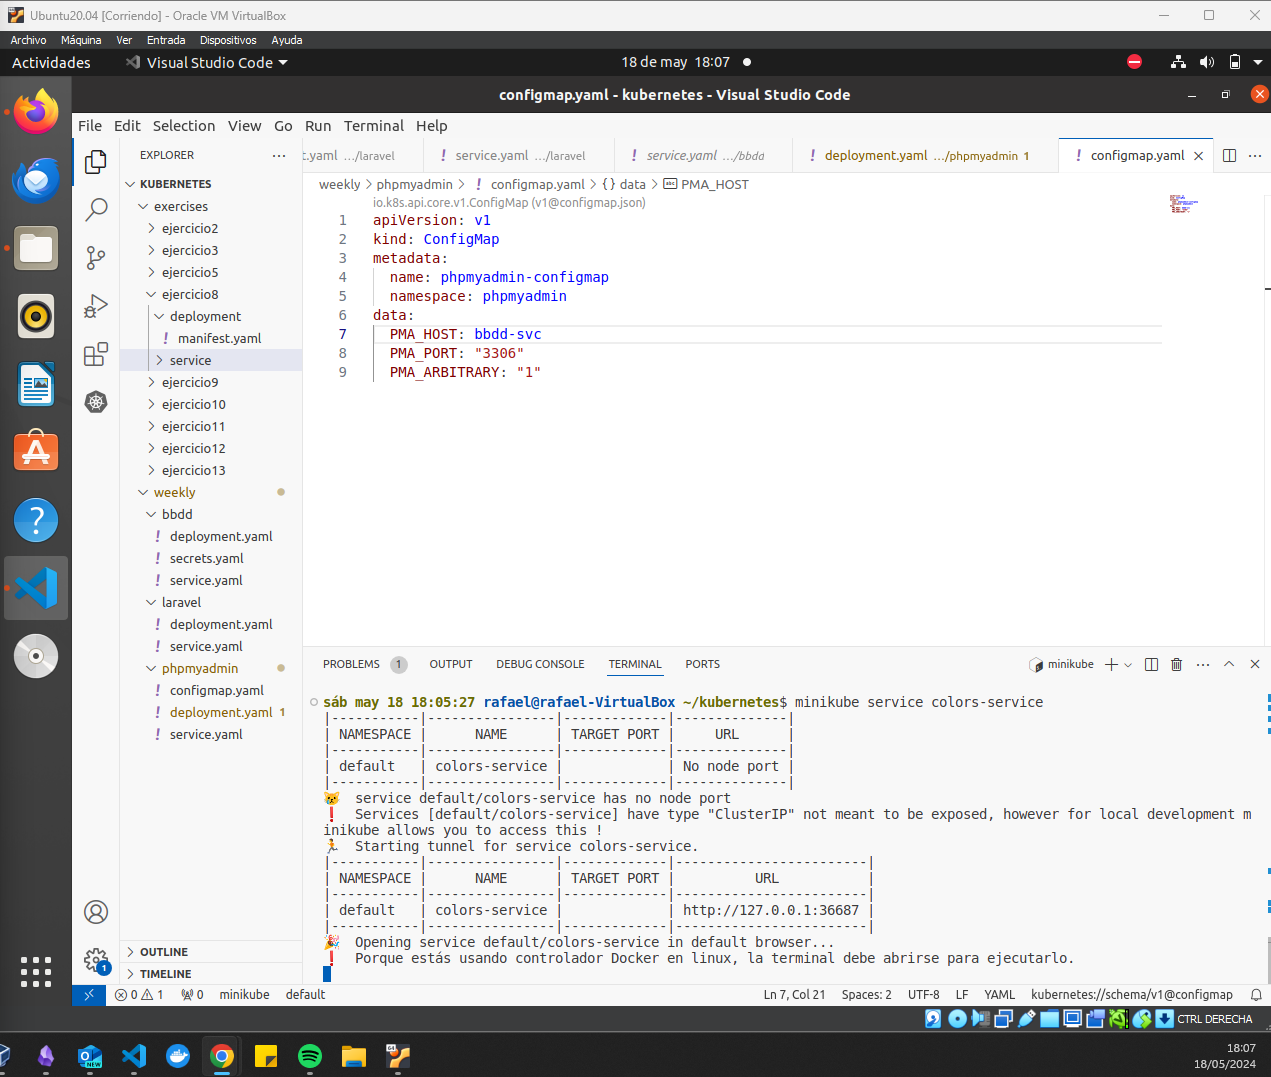 Ubuntu20.04 [Corriendo] - Oracle VM VirtualBox
Archivo Máquina Ver Entrada Dispositivos Ayuda
Actividades Visual Studio Code 18 de may 18:07
configmap.yaml - kubernetes - Visual Studio Code
File Edit Selection View Go Run Terminal Help
EXPLORER
t.yaml .../laravel service.yaml .../laravel service.yaml .../bbdd deployment.yaml .../phpmyadmin 1 configmap.yaml
KUBERNETES
exercises
ejercicio2
ejercicio3
ejercicio5
ejercicio8
deployment
manifest.yaml
service
ejercicio9
ejercicio10
ejercicio11
ejercicio12
ejercicio13
weekly
bbdd
deployment.yaml
secrets.yaml
service.yaml
laravel
deployment.yaml
service.yaml
phpmyadmin
configmap.yaml
deployment.yaml 1
service.yaml
OUTLINE
TIMELINE
weekly > phpmyadmin > ! configmap.yaml > {} data > PMA_HOST
io.k8s.api.core.v1.ConfigMap (v1@configmap.json)
1 apiVersion: v1
2 kind: ConfigMap
3 metadata:
4 name: phpmyadmin-configmap
5 namespace: phpmyadmin
6 data:
7 PMA_HOST: bbdd-svc
8 PMA_PORT: "3306"
9 PMA_ARBITRARY: "1"
PROBLEMS 1 OUTPUT DEBUG CONSOLE TERMINAL PORTS minikube
sáb may 18 18:05:27 rafael@rafael-VirtualBox ~/kubernetes$ minikube service colors-service
|-----------|----------------|-------------|--------------|
| NAMESPACE | NAME | TARGET PORT | URL |
|-----------|----------------|-------------|--------------|
| default | colors-service | | No node port |
|-----------|----------------|-------------|--------------|
😿 service default/colors-service has no node port
❗ Services [default/colors-service] have type "ClusterIP" not meant to be exposed, however for local development m
inikube allows you to access this !
🏃 Starting tunnel for service colors-service.
|-----------|----------------|-------------|------------------------|
| NAMESPACE | NAME | TARGET PORT | URL |
|-----------|----------------|-------------|------------------------|
| default | colors-service | | http://127.0.0.1:36687 |
|-----------|----------------|-------------|------------------------|
🎉 Opening service default/colors-service in default browser...
❗ Porque estás usando controlador Docker en linux, la terminal debe abrirse para ejecutarlo.
1
0 1 0 minikube default Ln 7, Col 21 Spaces: 2 UTF-8 LF YAML kubernetes://schema/v1@configmap
CTRL DERECHA
NEW
64
18:07
18/05/2024